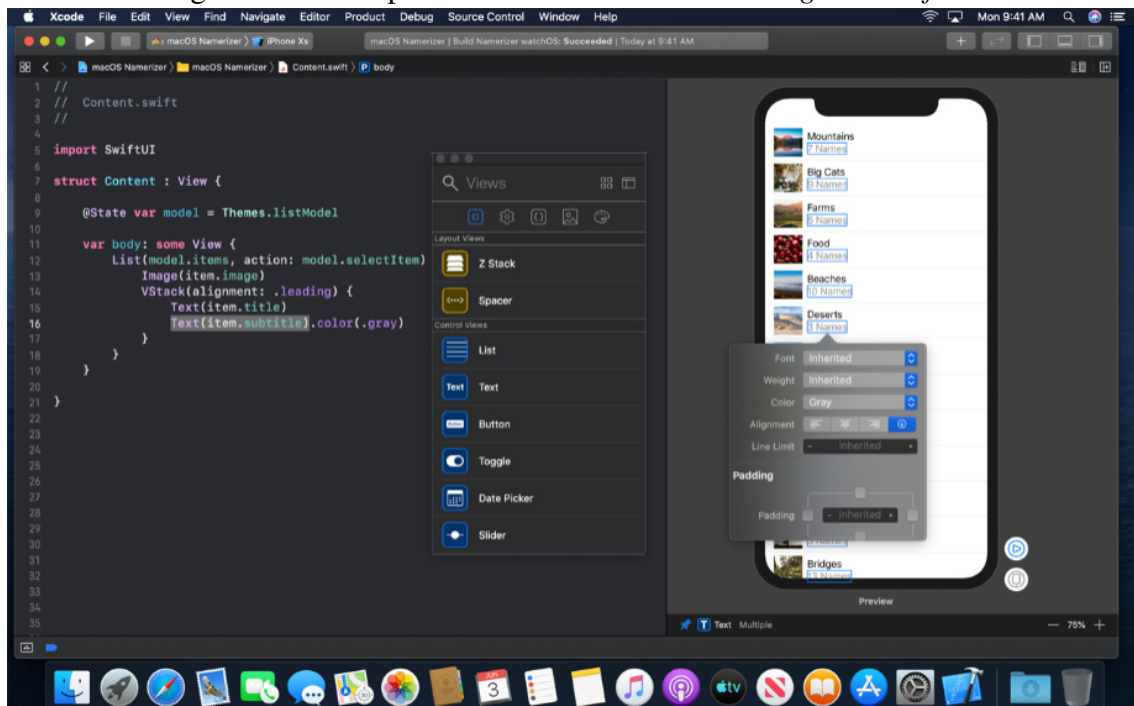 Xcode File Edit View Find Navigate Editor Product Debug Source Control Window Help Mon 9:41 AM
macOS Namerizer 〉 iPhone Xs
macOS Namerizer | Build Namerizer watchOS: Succeeded | Today at 9:41 AM
macOS Namerizer 〉 macOS Namerizer 〉 Content.swift 〉 P body
1 //
2 // Content.swift
3 //
4
5 import SwiftUI
6
7 struct Content : View {
8
9 @State var model = Themes.listModel
10
11 var body: some View {
12 List(model.items, action: model.selectItem)
13 Image(item.image)
14 VStack(alignment: .leading) {
15 Text(item.title)
16 Text(item.subtitle).color(.gray)
17 }
18 }
19 }
20
21 }
22
23
24
25
26
27
28
29
30
31
32
33
34
35
Views
Layout Views
Z Stack
Spacer
Control Views
List
Text Text
Button Button
Toggle
Date Picker
Slider
Mountains
7 Names
Big Cats
9 Names
Farms
5 Names
Food
4 Names
Beaches
10 Names
Deserts
3 Names
Font Inherited
Weight Inherited
Color Gray
Alignment
Line Limit - Inherited +
Padding
Padding - Inherited +
Bridges
13 Names
Preview
T Text Multiple
— 75% +
JUN
3
tv